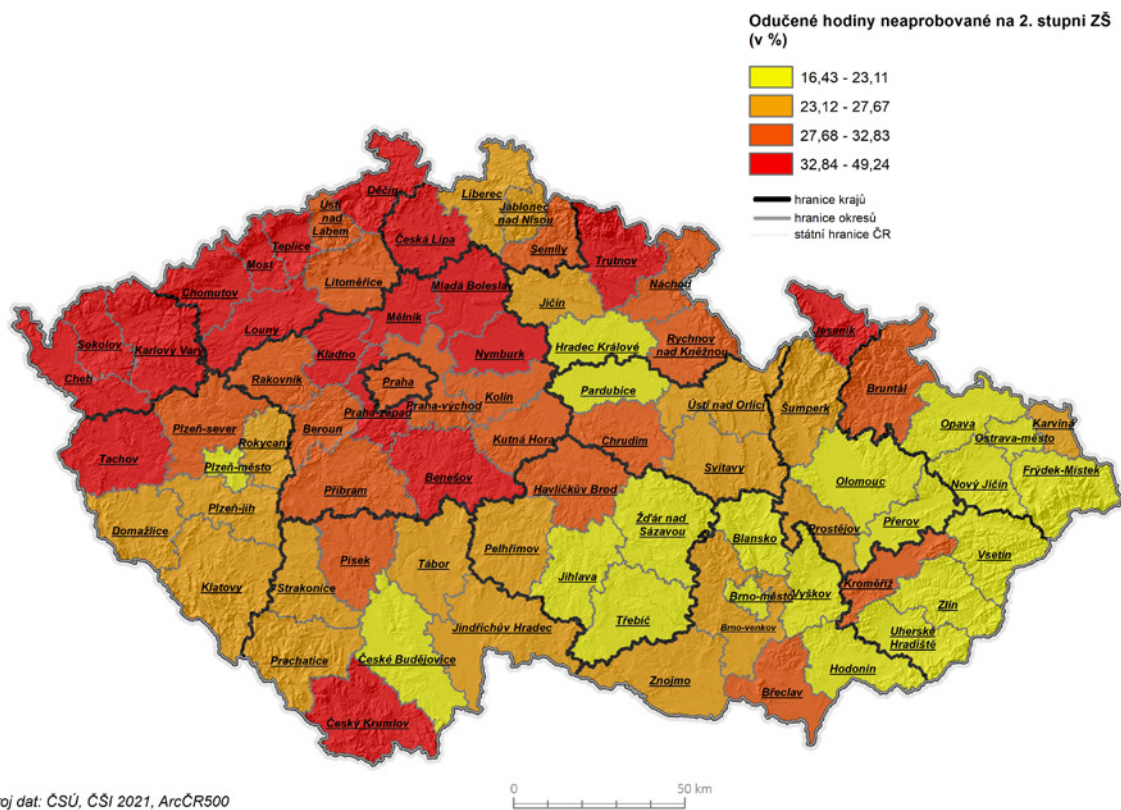 Odučené hodiny neaprobované na 2. stupni ZŠ
(v %)
16,43 - 23,11
23,12 - 27,67
27,68 - 32,83
32,84 - 49,24
hranice krajů
hranice okresů
státní hranice ČR
Děčín
Liberec
Jablonec
nad Nisou
Ústí
nad
Labem
Teplice
Česká Lípa
Semily
Most
Trutnov
Litoměřice
Náchod
Chomutov
Mladá Boleslav
Jičín
Mělník
Louny
Jeseník
Sokolov
Karlovy Vary
Kladno
Nymburk
Hradec Králové
Rychnov
nad Kněžnou
Cheb
Rakovník
Praha
Pardubice
Bruntál
Kolín
Praha-východ
Praha-západ
Ústí nad Orlicí
Šumperk
Beroun
Plzeň-sever
Rokycany
Opava
Karviná
Ostrava-město
Kutná Hora
Chrudim
Tachov
Plzeň-město
Benešov
Svitavy
Frýdek-Místek
Olomouc
Nový Jičín
Příbram
Havlíčkův Brod
Plzeň-jih
Domažlice
Žďár nad
Sázavou
Prostějov
Přerov
Blansko
Pelhřimov
Písek
Tábor
Vsetín
Klatovy
Jihlava
Kroměříž
Strakonice
Brno-město
Vyškov
Zlín
Třebíč
Jindřichův Hradec
Brno-venkov
Uherské
Hradiště
Prachatice
České Budějovice
Hodonín
Znojmo
Břeclav
Český Krumlov
oj dat: ČSÚ, ČŠI 2021, ArcČR500
0 50 km